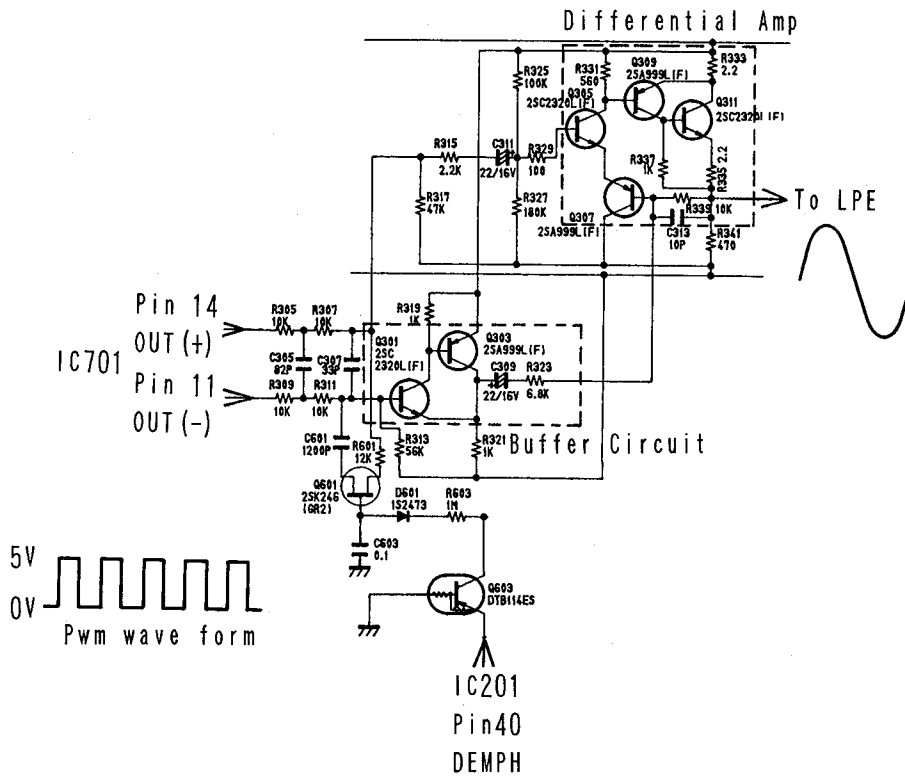 Differential Amp
R325
100K
R331
560
Q309
2SA999L(F)
R333
2.2
Q305
2SC2320L(F)
Q311
2SC2320L(F)
R315
2.2K
C311
22/16V
R329
100
R337
1K
R335
2.2
R317
47K
R327
180K
Q307
2SA999L(F)
R339
10K
C313
10P
R341
470
To LPE
Pin 14
OUT(+)
IC701
Pin 11
OUT(-)
R305
10K
R307
10K
C305
82P
C307
33P
R309
10K
R311
10K
R319
1K
Q301
2SC
2320L(F)
Q303
2SA999L(F)
C309
22/16V
R323
6.8K
C601
1200P
R601
12K
R313
56K
R321
1K
Buffer Circuit
Q601
2SK246
(GR2)
D601
1S2473
R603
1M
C603
0.1
5V
0V
Pwm wave form
Q603
DTB114ES
IC201
Pin40
DEMPH